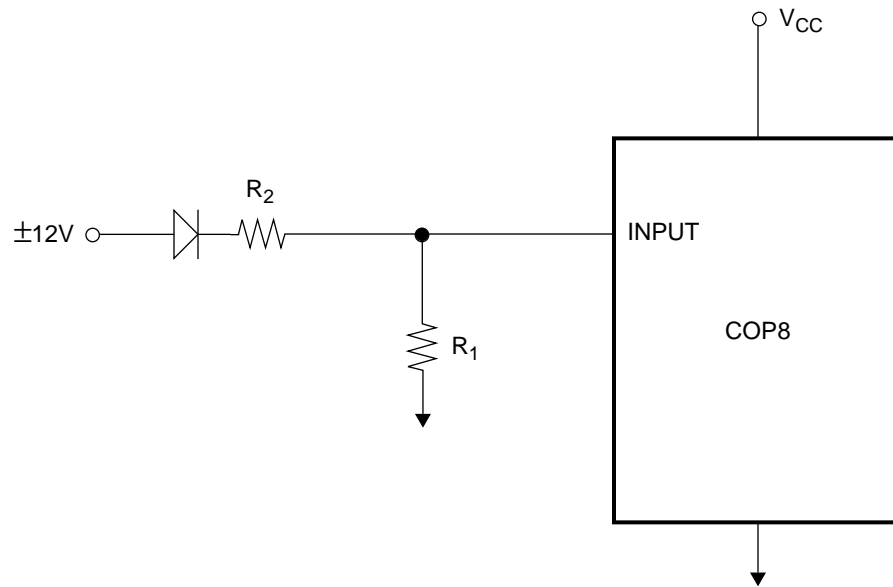 V_CC
R_2
±12V
INPUT
COP8
R_1